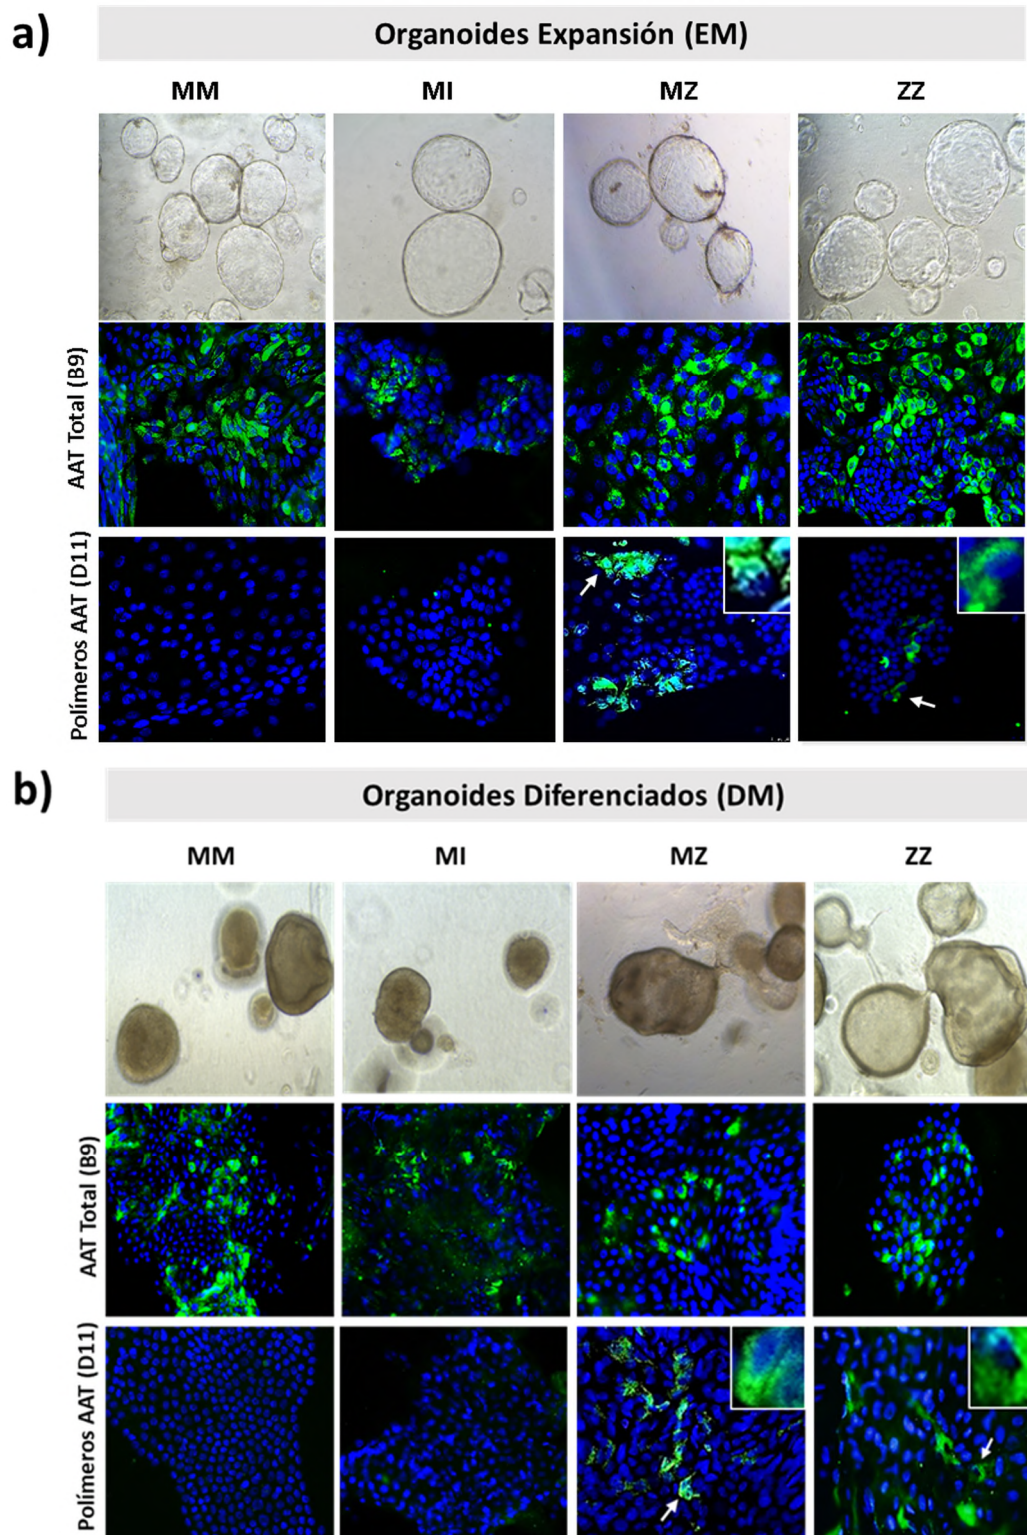 a)
Organoides Expansión (EM)
MM MI MZ ZZ
AAT Total (B9)
Polímeros AAT (D11)
b)
Organoides Diferenciados (DM)
MM MI MZ ZZ
AAT Total (B9)
Polímeros AAT (D11)